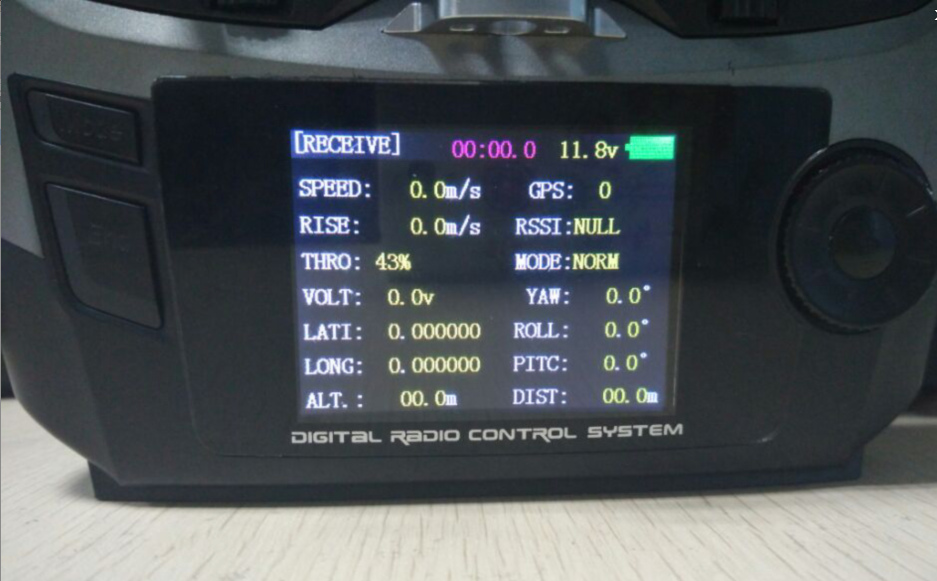 [RECEIVE] 00:00.0 11.8v
SPEED: 0.0m/s GPS: 0
RISE: 0.0m/s RSSI:NULL
THRO: 43% MODE:NORM
VOLT: 0.0v YAW: 0.0°
LATI: 0.000000 ROLL: 0.0°
LONG: 0.000000 PITC: 0.0°
ALT.: 00.0m DIST: 00.0m
DIGITAL RADIO CONTROL SYSTEM